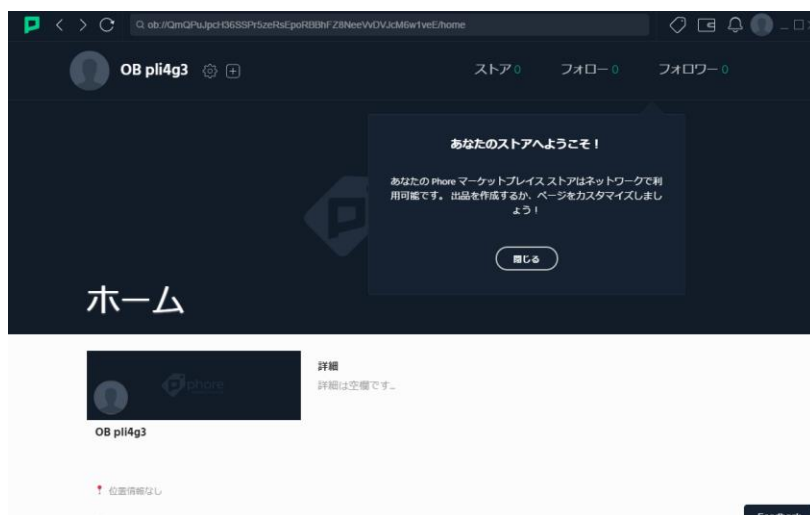 ob://QmQPuJpcH36SSPr5zeRsEpoRBBhFZ8NeeVvDVJcM6w1veE/home
OB pli4g3
ストア 0 フォロー 0 フォロワー 0
あなたのストアへようこそ！
あなたの Phore マーケットプレイス ストアはネットワークで利
用可能です。 出品を作成するか、ページをカスタマイズしまし
ょう！
閉じる
ホーム
phore
詳細
詳細は空欄です_
OB pli4g3
位置情報なし